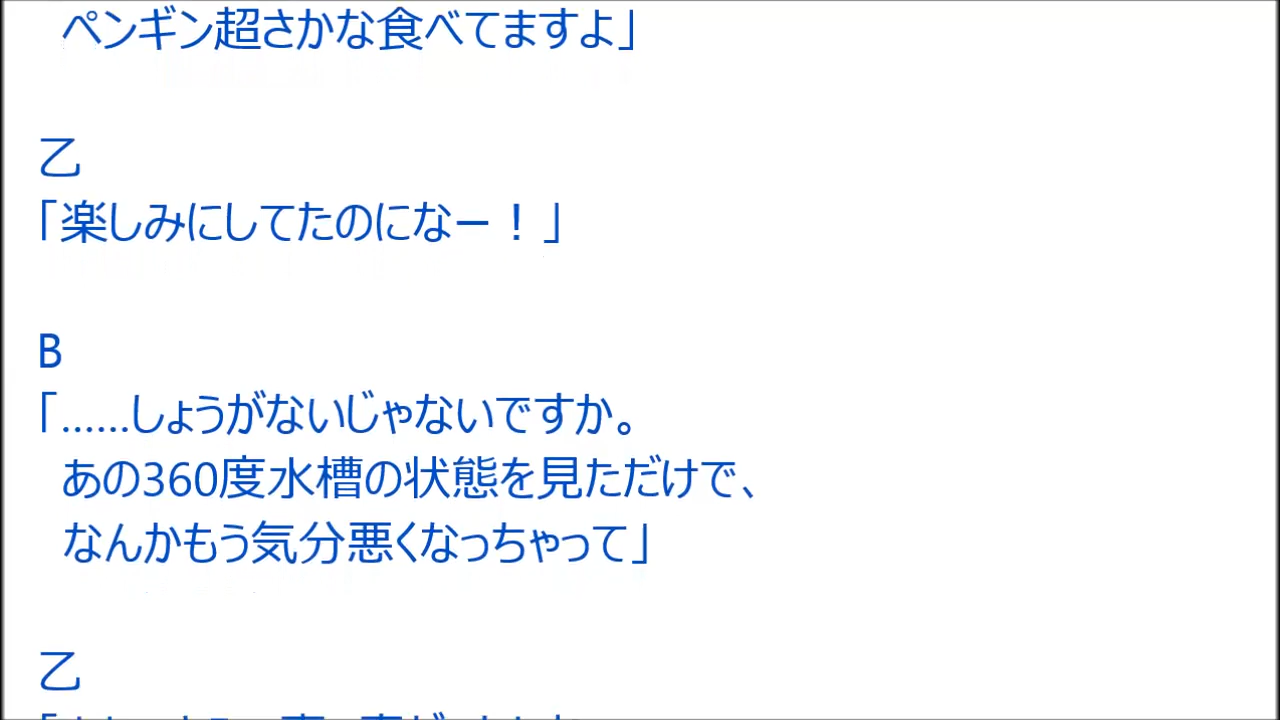 ペンギン超さかな食べてますよ」
乙
「楽しみにしてたのになー！」
B
「……しょうがないじゃないですか。
あの360度水槽の状態を見ただけで、
なんかもう気分悪くなっちゃって」
乙